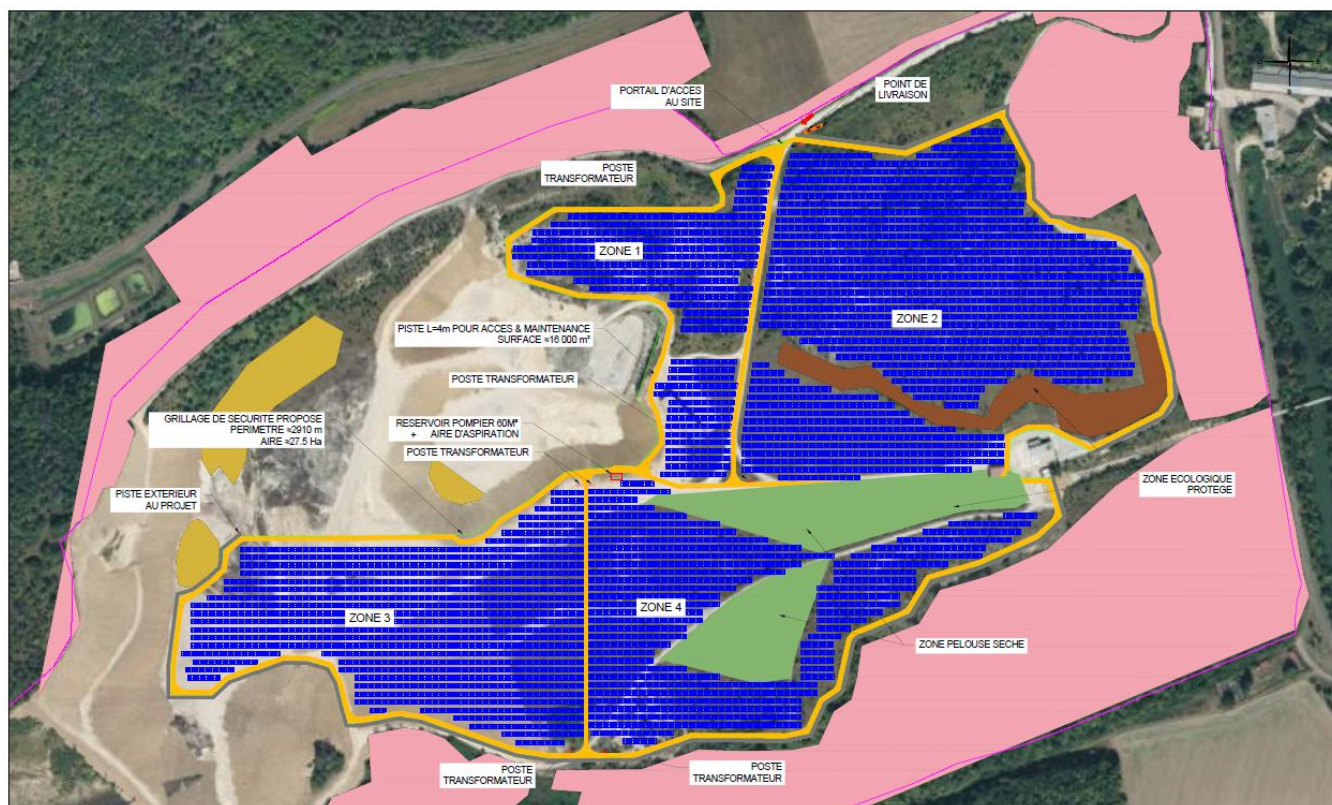 PORTAIL D'ACCES
AU SITE
POINT DE
LIVRAISON
POSTE
TRANSFORMATEUR
ZONE 1
ZONE 2
PISTE L=4m POUR ACCES & MAINTENANCE
SURFACE ≈16 000 m²
POSTE TRANSFORMATEUR
GRILLAGE DE SECURITE PROPOSE
PERIMETRE ≈2910 m
AIRE ≈27.5 Ha
RESERVOIR POMPIER 60M³
+ AIRE D'ASPIRATION
POSTE TRANSFORMATEUR
PISTE EXTERIEUR
AU PROJET
ZONE ECOLOGIQUE
PROTEGE
ZONE 3
ZONE 4
ZONE PELOUSE SECHE
POSTE
TRANSFORMATEUR
POSTE
TRANSFORMATEUR